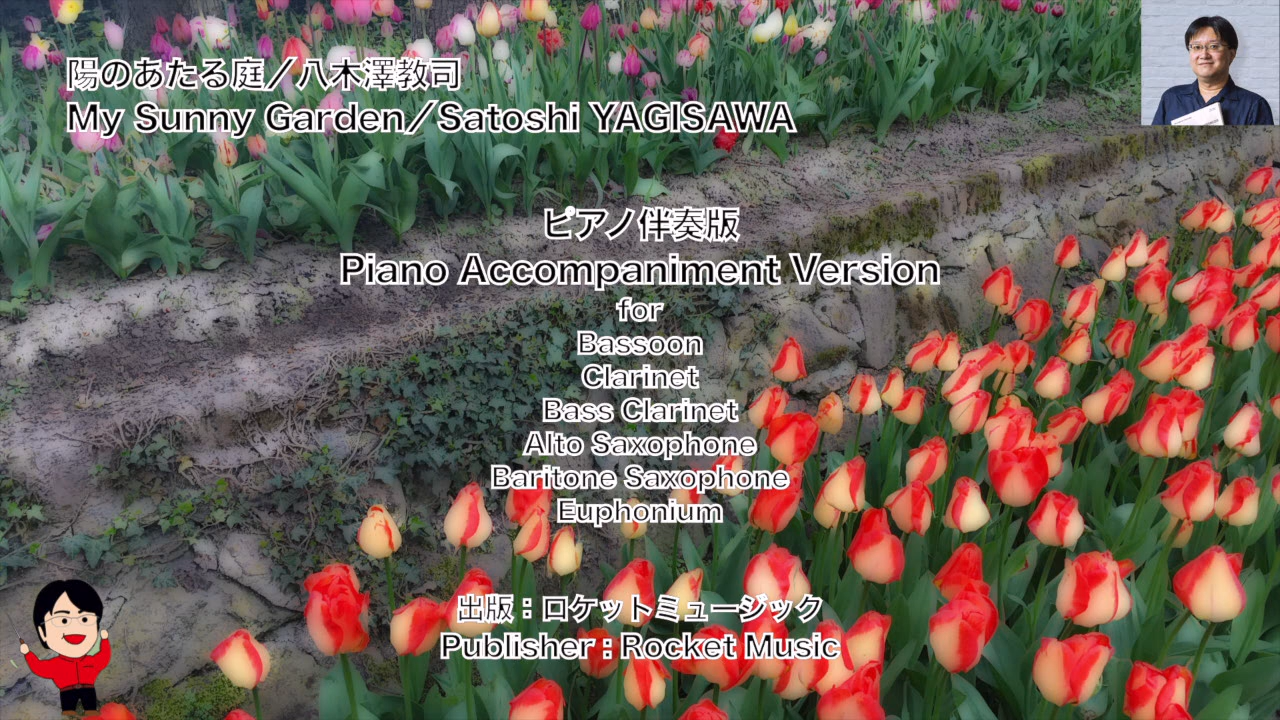 陽のあたる庭／八木澤教司
My Sunny Garden／Satoshi YAGISAWA
ピアノ伴奏版
Piano Accompaniment Version
for
Bassoon
Clarinet
Bass Clarinet
Alto Saxophone
Baritone Saxophone
Euphonium
出版：ロケットミュージック
Publisher : Rocket Music